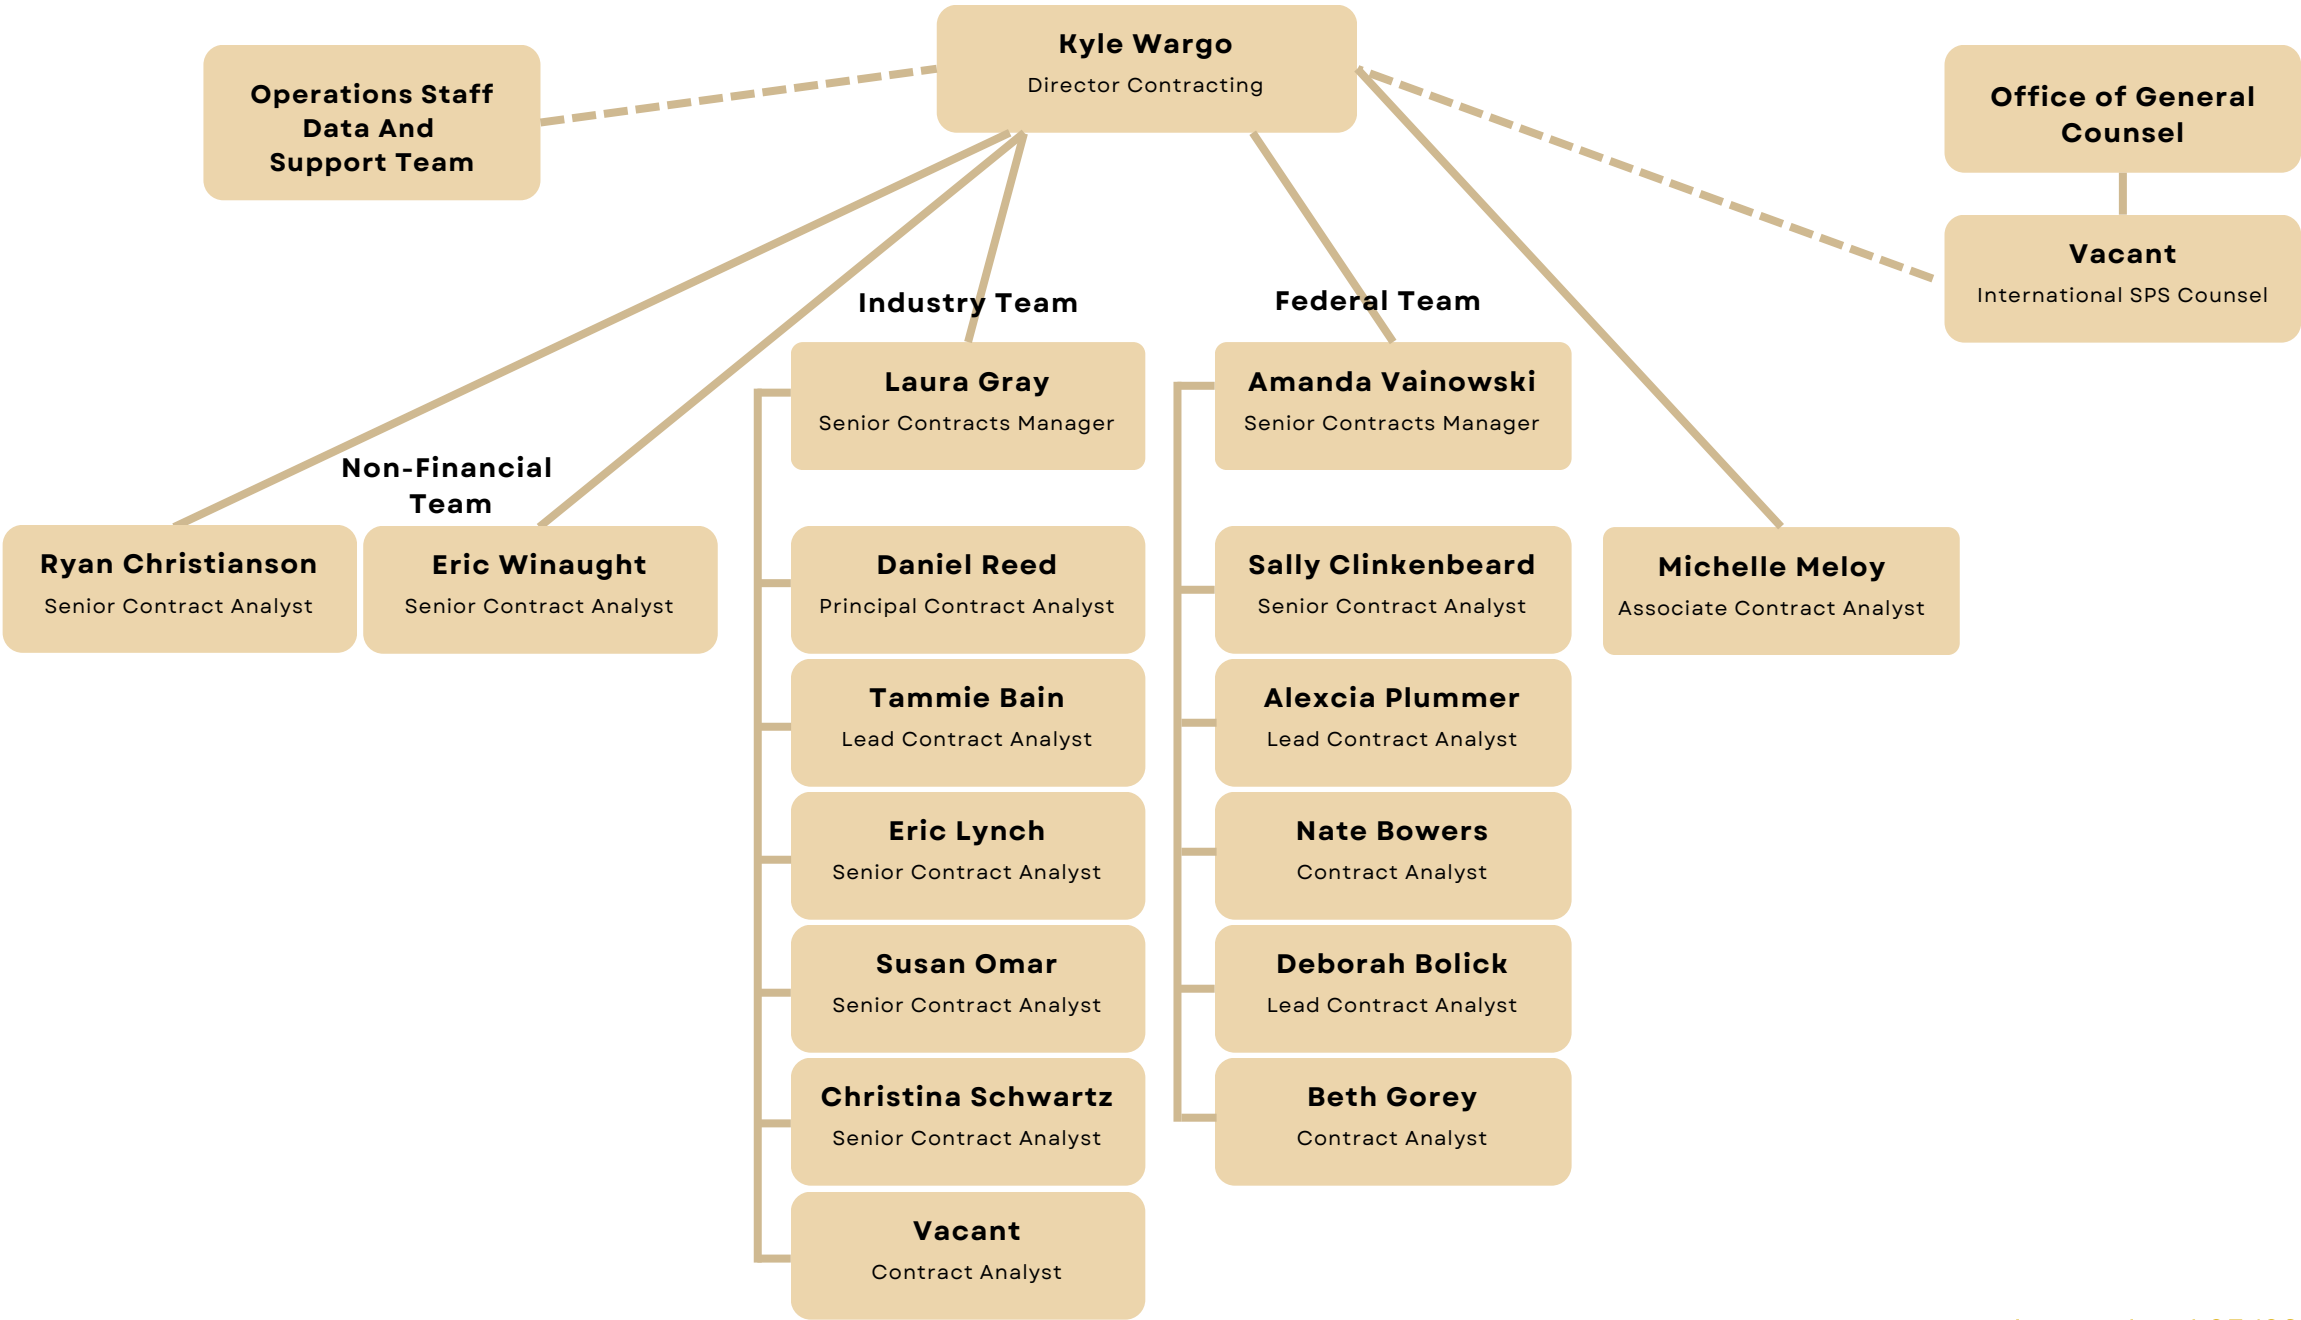 Kyle Wargo
Director Contracting
Operations Staff
Data And
Support Team
Office of General
Counsel
Vacant
International SPS Counsel
Industry Team
Federal Team
Laura Gray
Senior Contracts Manager
Amanda Vainowski
Senior Contracts Manager
Non-Financial
Team
Ryan Christianson
Senior Contract Analyst
Eric Winaught
Senior Contract Analyst
Daniel Reed
Principal Contract Analyst
Sally Clinkenbeard
Senior Contract Analyst
Michelle Meloy
Associate Contract Analyst
Tammie Bain
Lead Contract Analyst
Alexcia Plummer
Lead Contract Analyst
Eric Lynch
Senior Contract Analyst
Nate Bowers
Contract Analyst
Susan Omar
Senior Contract Analyst
Deborah Bolick
Lead Contract Analyst
Christina Schwartz
Senior Contract Analyst
Beth Gorey
Contract Analyst
Vacant
Contract Analyst